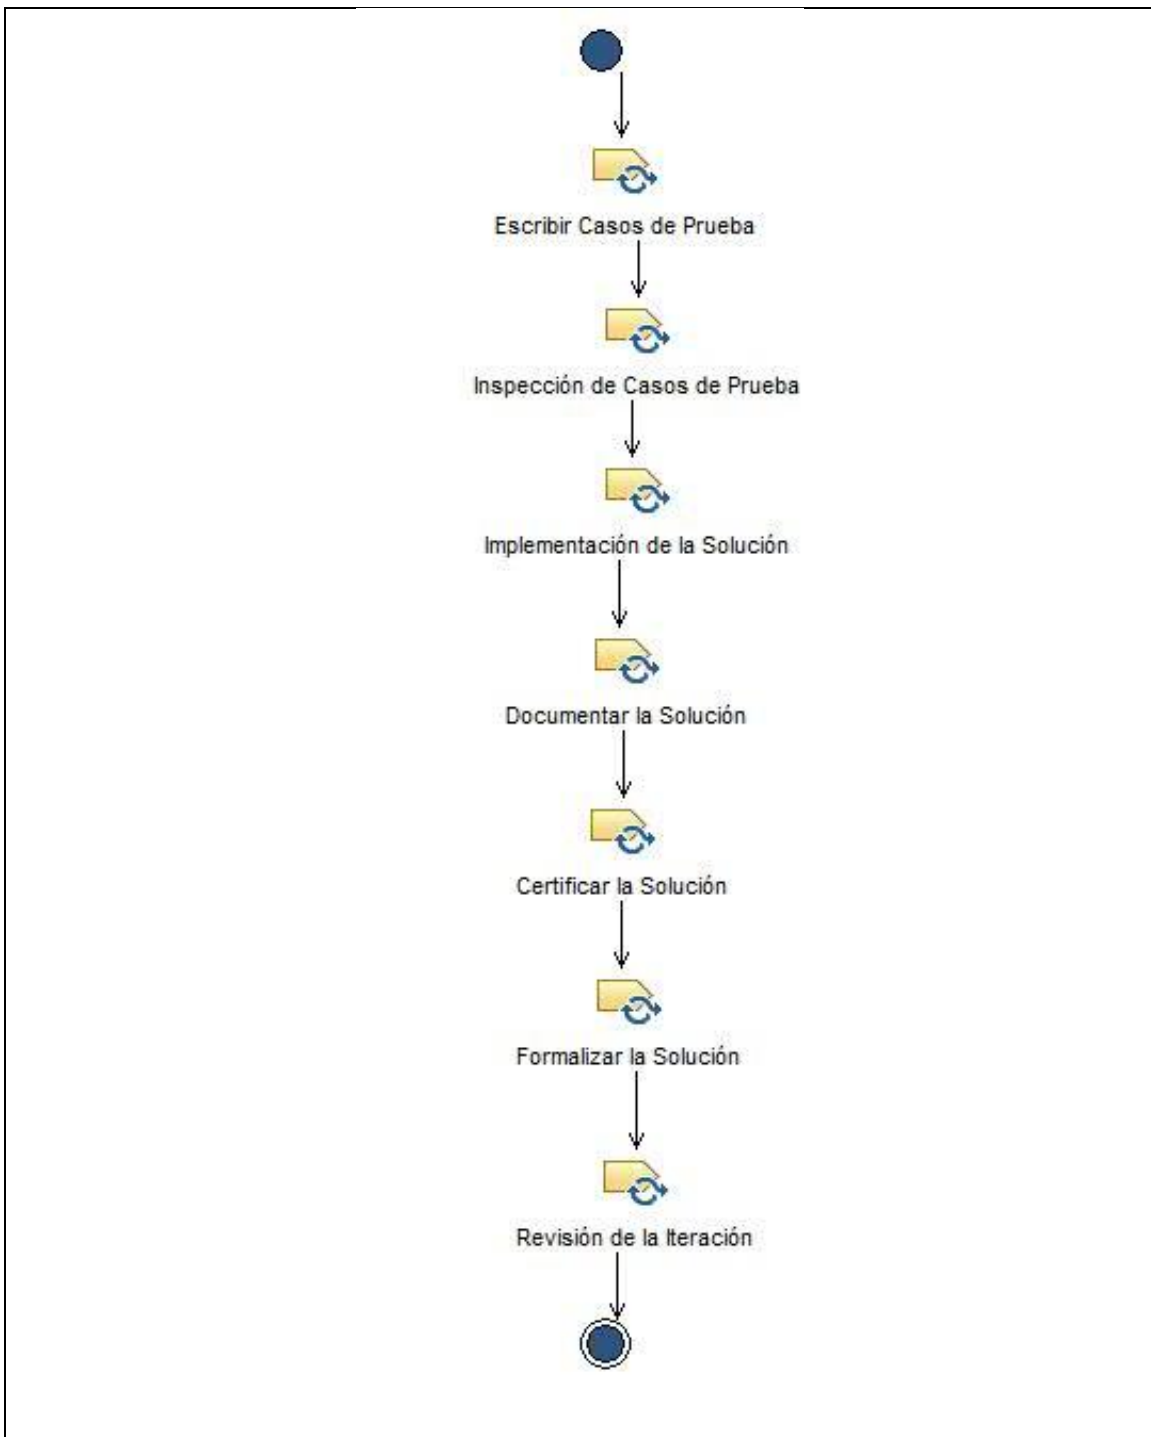 Escribir Casos de Prueba
Inspección de Casos de Prueba
Implementación de la Solución
Documentar la Solución
Certificar la Solución
Formalizar la Solución
Revisión de la Iteración